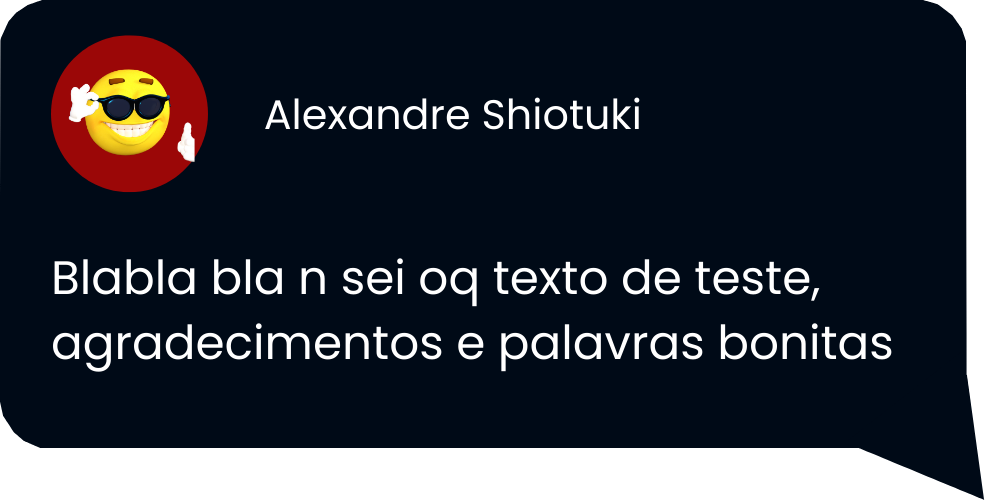 Alexandre Shiotuki
Blabla bla n sei oq texto de teste,
agradecimentos e palavras bonitas